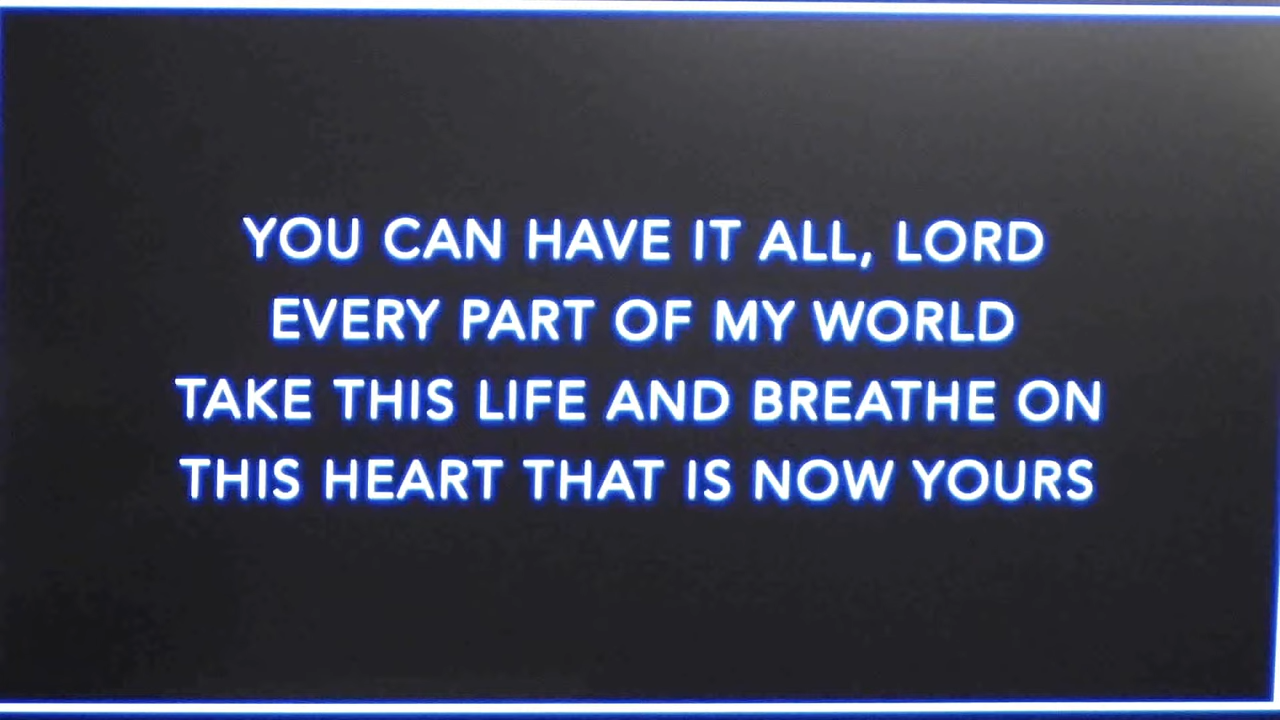 YOU CAN HAVE IT ALL, LORD
EVERY PART OF MY WORLD
TAKE THIS LIFE AND BREATHE ON
THIS HEART THAT IS NOW YOURS